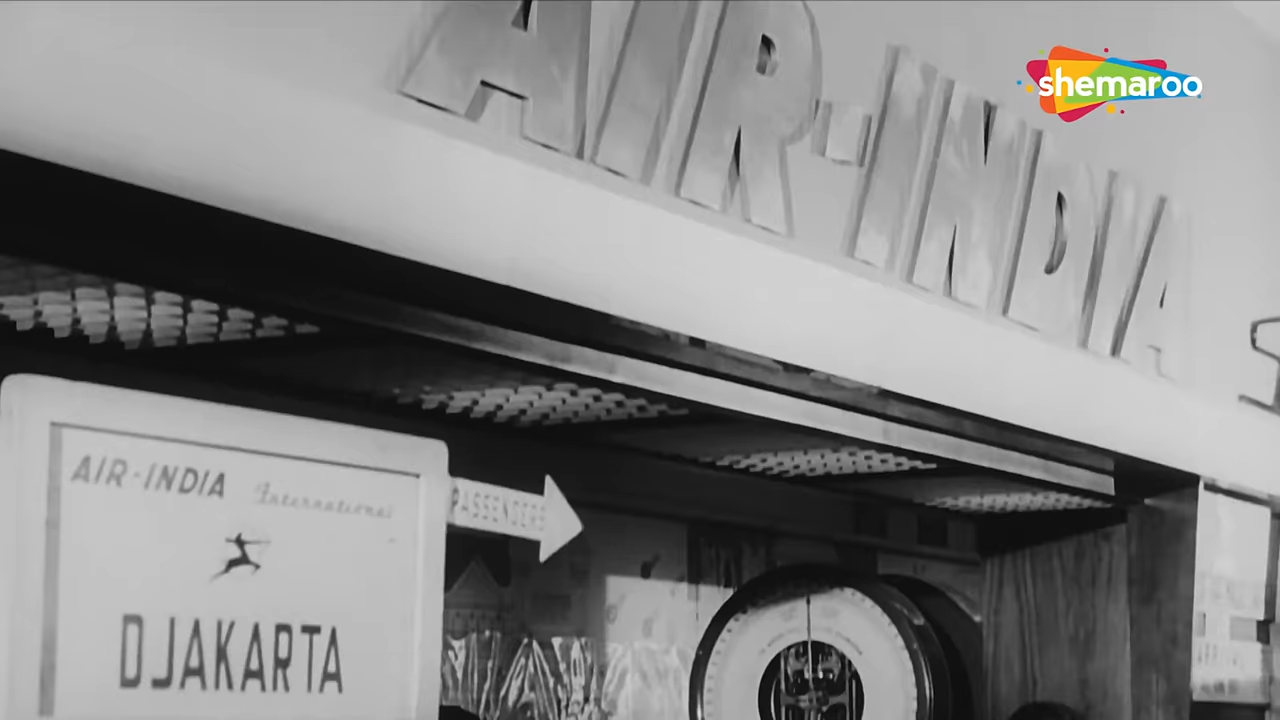 AIR-INDIA
shemaroo
AIR-INDIA International
PASSENGERS
DJAKARTA